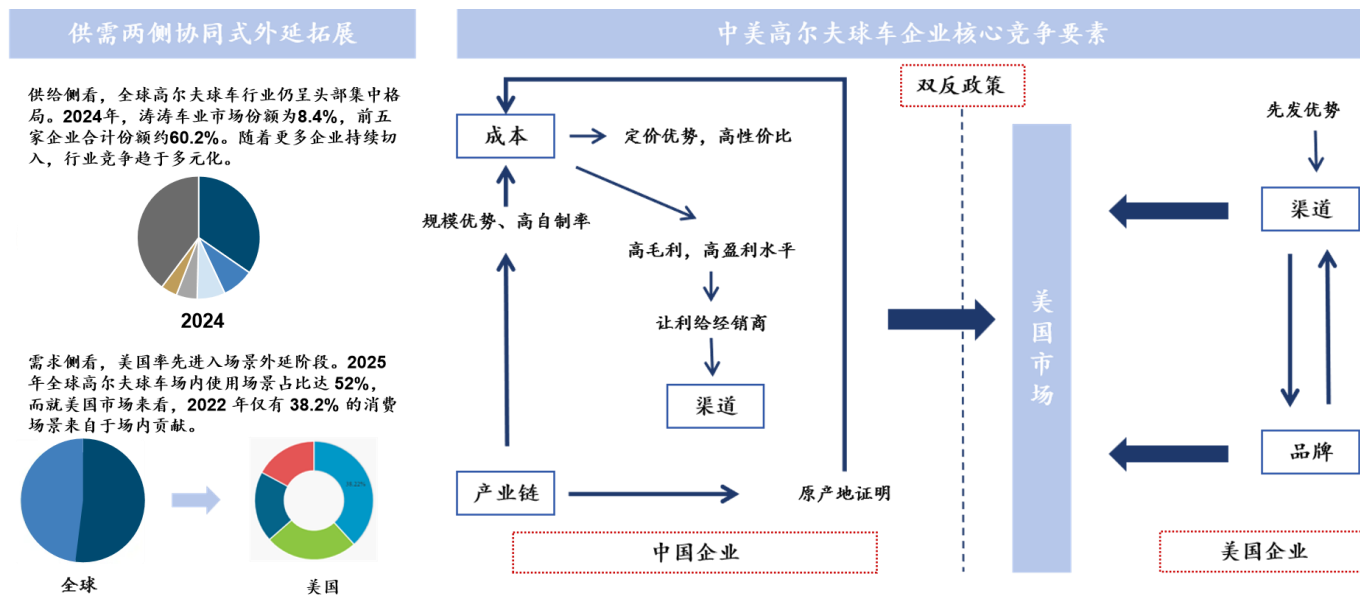 供需两侧协同式外延拓展
供给侧看，全球高尔夫球车行业仍呈头部集中格
局。2024年，涛涛车业市场份额为8.4%，前五
家企业合计份额约60.2%。随着更多企业持续切
入，行业竞争趋于多元化。
2024
需求侧看，美国率先进入场景外延阶段。2025
年全球高尔夫球车场内使用场景占比达 52%，
而就美国市场来看，2022 年仅有 38.2% 的消费
场景来自于场内贡献。
38.22%
全球
美国
中美高尔夫球车企业核心竞争要素
双反政策
成本
定价优势，高性价比
规模优势、高自制率
高毛利，高盈利水平
让利给经销商
渠道
产业链
原产地证明
中国企业
美国市场
先发优势
渠道
品牌
美国企业